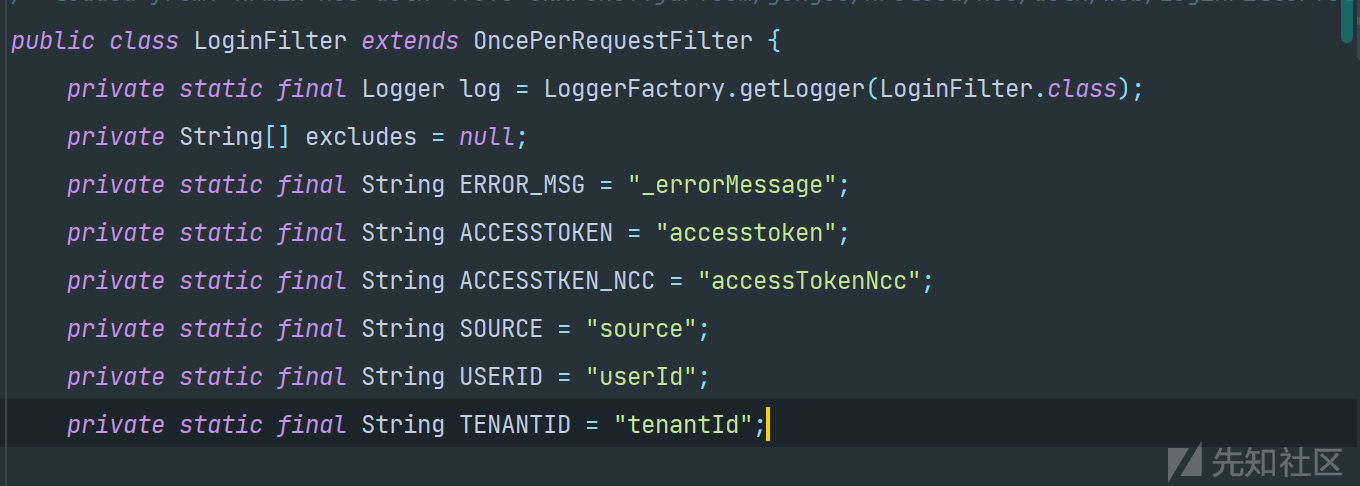 public class LoginFilter extends OncePerRequestFilter {
private static final Logger log = LoggerFactory.getLogger(LoginFilter.class);
private String[] excludes = null;
private static final String ERROR_MSG = "_errorMessage";
private static final String ACCESSTOKEN = "accesstoken";
private static final String ACCESSTKEN_NCC = "accessTokenNcc";
private static final String SOURCE = "source";
private static final String USERID = "userId";
private static final String TENANTID = "tenantId";
先知社区